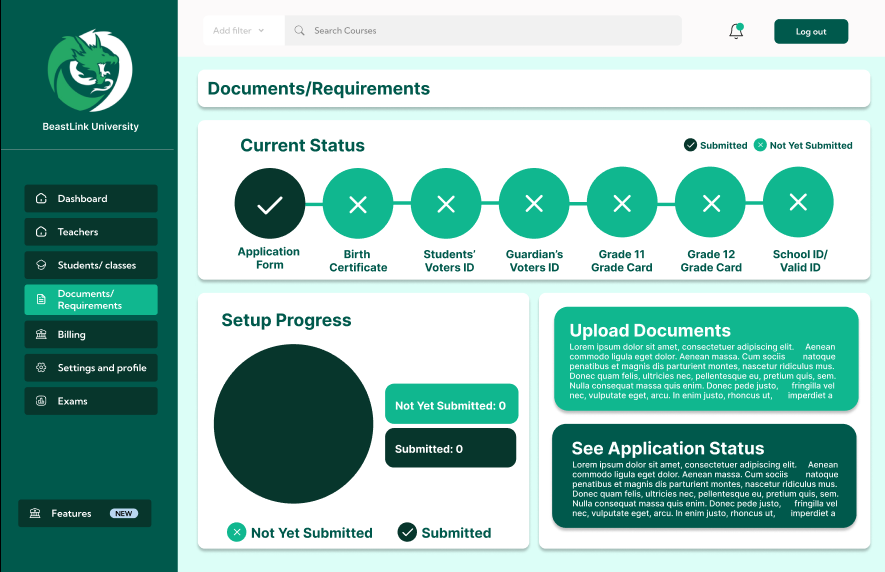 BeastLink University
Dashboard
Teachers
Students/ classes
Documents/
Requirements
Billing
Settings and profile
Exams
Features NEW
Add filter
Search Courses
Log out
Documents/Requirements
Current Status
Submitted Not Yet Submitted
Application
Form
Birth
Certificate
Students'
Voters ID
Guardian's
Voters ID
Grade 11
Grade Card
Grade 12
Grade Card
School ID/
Valid ID
Setup Progress
Not Yet Submitted: 0
Submitted: 0
Not Yet Submitted Submitted
Upload Documents
Lorem ipsum dolor sit amet, consectetuer adipiscing elit. Aenean
commodo ligula eget dolor. Aenean massa. Cum sociis natoque
penatibus et magnis dis parturient montes, nascetur ridiculus mus.
Donec quam felis, ultricies nec, pellentesque eu, pretium quis, sem.
Nulla consequat massa quis enim. Donec pede justo, fringilla vel
nec, vulputate eget, arcu. In enim justo, rhoncus ut, imperdiet a
See Application Status
Lorem ipsum dolor sit amet, consectetuer adipiscing elit. Aenean
commodo ligula eget dolor. Aenean massa. Cum sociis natoque
penatibus et magnis dis parturient montes, nascetur ridiculus mus.
Donec quam felis, ultricies nec, pellentesque eu, pretium quis, sem.
Nulla consequat massa quis enim. Donec pede justo, fringilla vel
nec, vulputate eget, arcu. In enim justo, rhoncus ut, imperdiet a